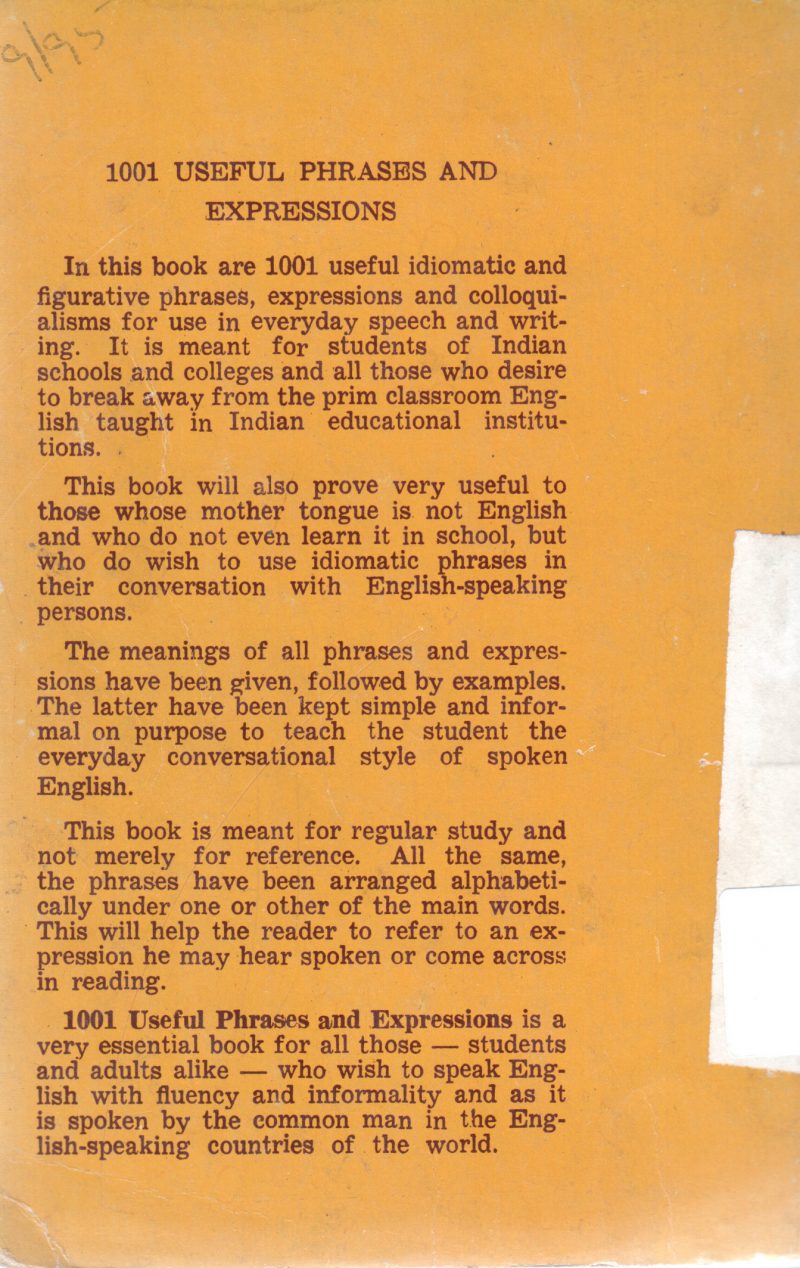 9/95
1001 USEFUL PHRASES AND
EXPRESSIONS
In this book are 1001 useful idiomatic and
figurative phrases, expressions and colloqui-
alisms for use in everyday speech and writ-
ing. It is meant for students of Indian
schools and colleges and all those who desire
to break away from the prim classroom Eng-
lish taught in Indian educational institu-
tions.
This book will also prove very useful to
those whose mother tongue is not English
and who do not even learn it in school, but
who do wish to use idiomatic phrases in
their conversation with English-speaking
persons.
The meanings of all phrases and expres-
sions have been given, followed by examples.
The latter have been kept simple and infor-
mal on purpose to teach the student the
everyday conversational style of spoken
English.
This book is meant for regular study and
not merely for reference. All the same,
the phrases have been arranged alphabeti-
cally under one or other of the main words.
This will help the reader to refer to an ex-
pression he may hear spoken or come across
in reading.
1001 Useful Phrases and Expressions is a
very essential book for all those — students
and adults alike — who wish to speak Eng-
lish with fluency and informality and as it
is spoken by the common man in the Eng-
lish-speaking countries of the world.